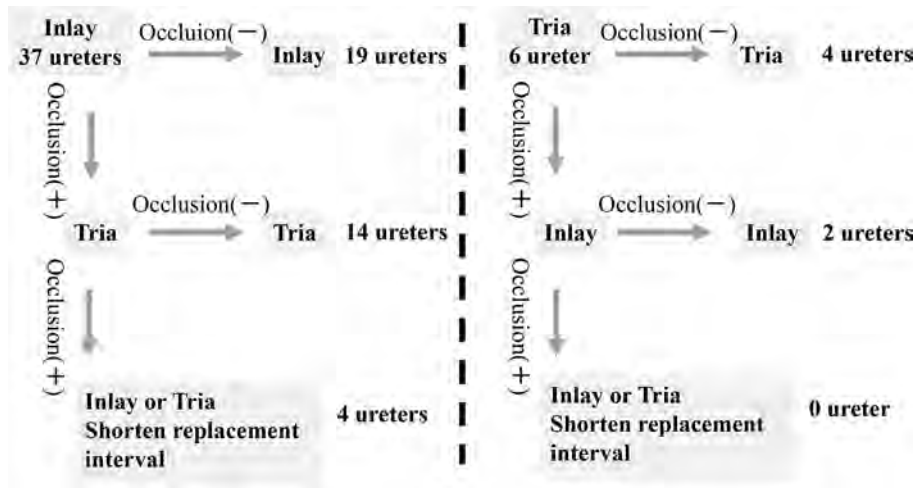 Inlay
37 ureters
Occluion(－)
Inlay
19 ureters
Occlusion(＋)
Tria
Occlusion(－)
Tria
14 ureters
Occlusion(＋)
Inlay or Tria
Shorten replacement
interval
4 ureters
Tria
6 ureter
Occlusion(－)
Tria
4 ureters
Occlusion(＋)
Inlay
Occlusion(－)
Inlay
2 ureters
Occlusion(＋)
Inlay or Tria
Shorten replacement
interval
0 ureter